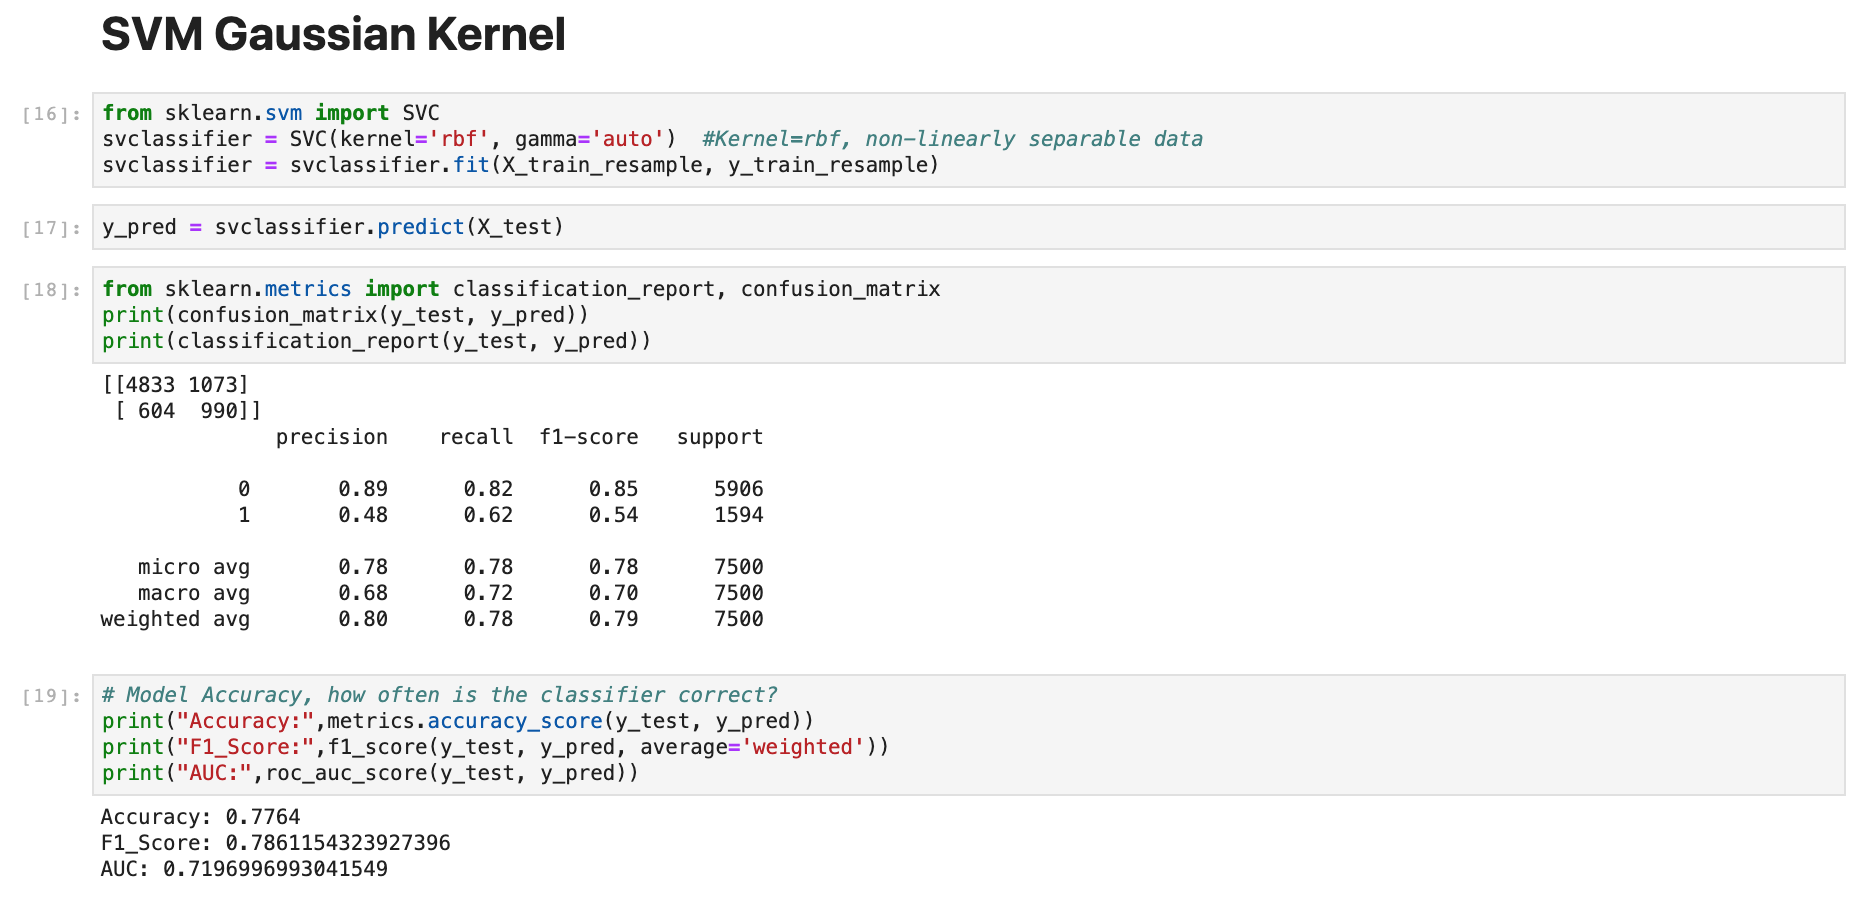 SVM Gaussian Kernel
[16]:
from sklearn.svm import SVC
svclassifier = SVC(kernel='rbf', gamma='auto')  #Kernel=rbf, non-linearly separable data
svclassifier = svclassifier.fit(X_train_resample, y_train_resample)
[17]:
y_pred = svclassifier.predict(X_test)
[18]:
from sklearn.metrics import classification_report, confusion_matrix
print(confusion_matrix(y_test, y_pred))
print(classification_report(y_test, y_pred))
[[4833 1073]
 [ 604  990]]
              precision    recall  f1-score   support
           0       0.89      0.82      0.85      5906
           1       0.48      0.62      0.54      1594
   micro avg       0.78      0.78      0.78      7500
   macro avg       0.68      0.72      0.70      7500
weighted avg       0.80      0.78      0.79      7500
[19]:
# Model Accuracy, how often is the classifier correct?
print("Accuracy:",metrics.accuracy_score(y_test, y_pred))
print("F1_Score:",f1_score(y_test, y_pred, average='weighted'))
print("AUC:",roc_auc_score(y_test, y_pred))
Accuracy: 0.7764
F1_Score: 0.7861154323927396
AUC: 0.7196996993041549